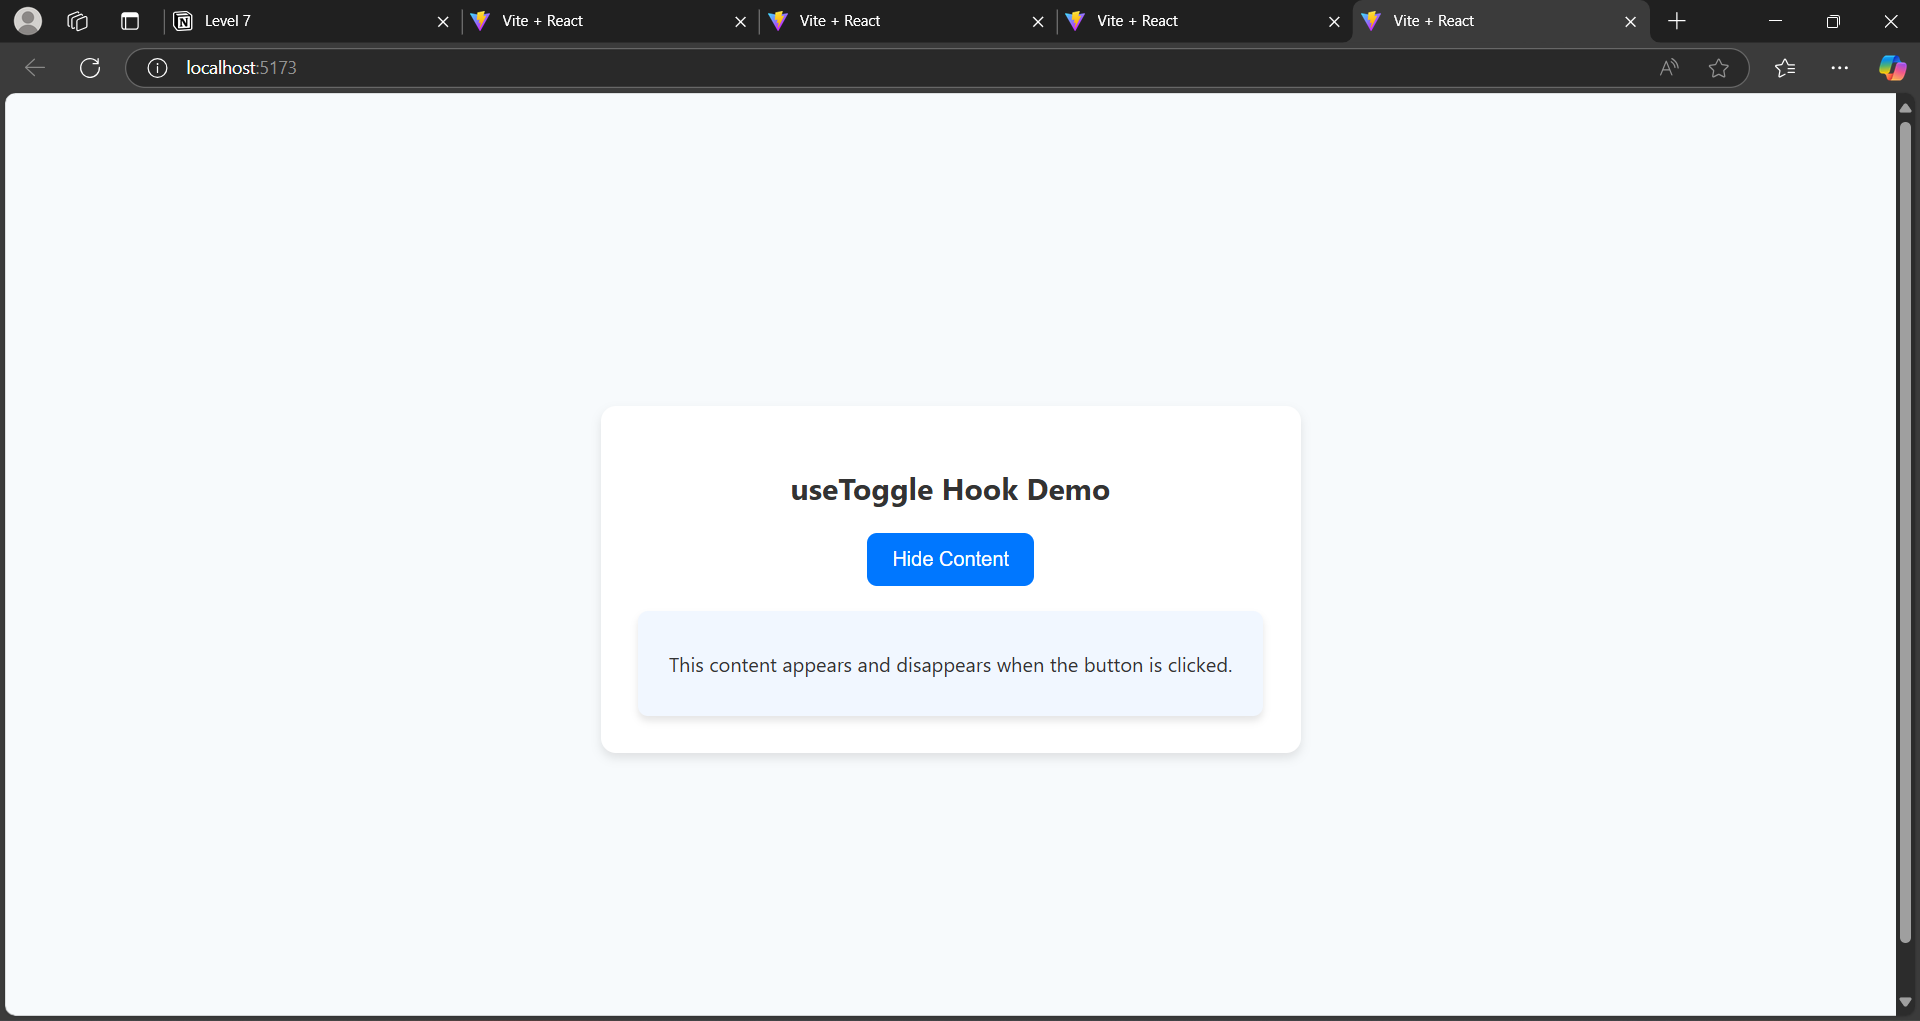 Level 7
Vite + React
Vite + React
Vite + React
Vite + React
localhost:5173
useToggle Hook Demo
Hide Content
This content appears and disappears when the button is clicked.